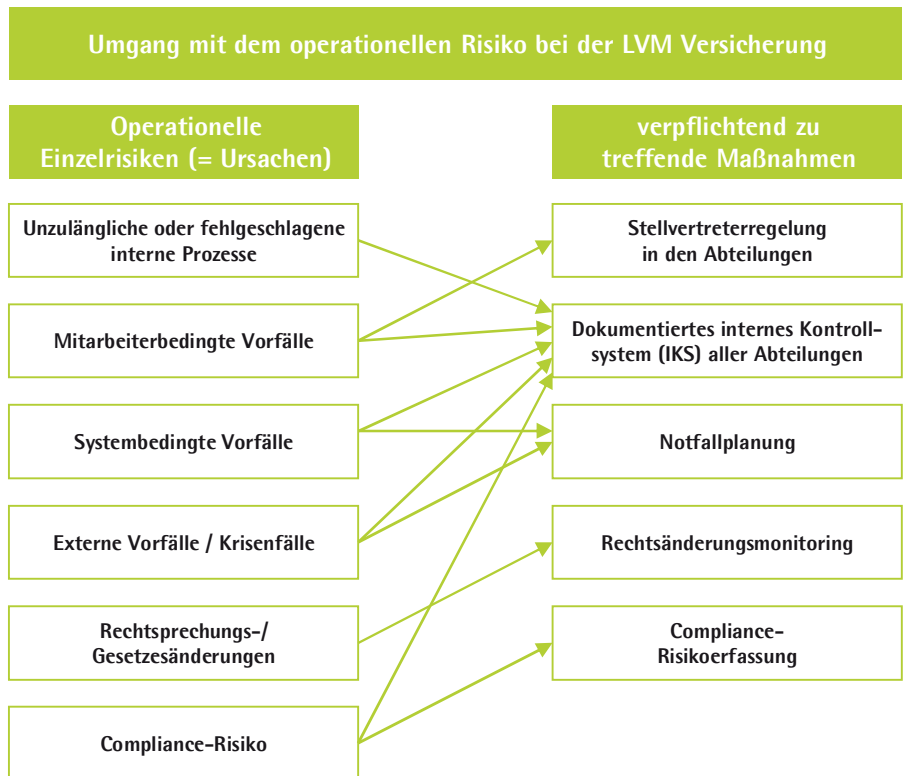 Umgang mit dem operationellen Risiko bei der LVM Versicherung
Operationelle
Einzelrisiken (= Ursachen)
verpflichtend zu
treffende Maßnahmen
Unzulängliche oder fehlgeschlagene
interne Prozesse
Stellvertreterregelung
in den Abteilungen
Mitarbeiterbedingte Vorfälle
Dokumentiertes internes Kontroll-
system (IKS) aller Abteilungen
Systembedingte Vorfälle
Notfallplanung
Externe Vorfälle / Krisenfälle
Rechtsänderungsmonitoring
Rechtsprechungs-/
Gesetzesänderungen
Compliance-
Risikoerfassung
Compliance-Risiko